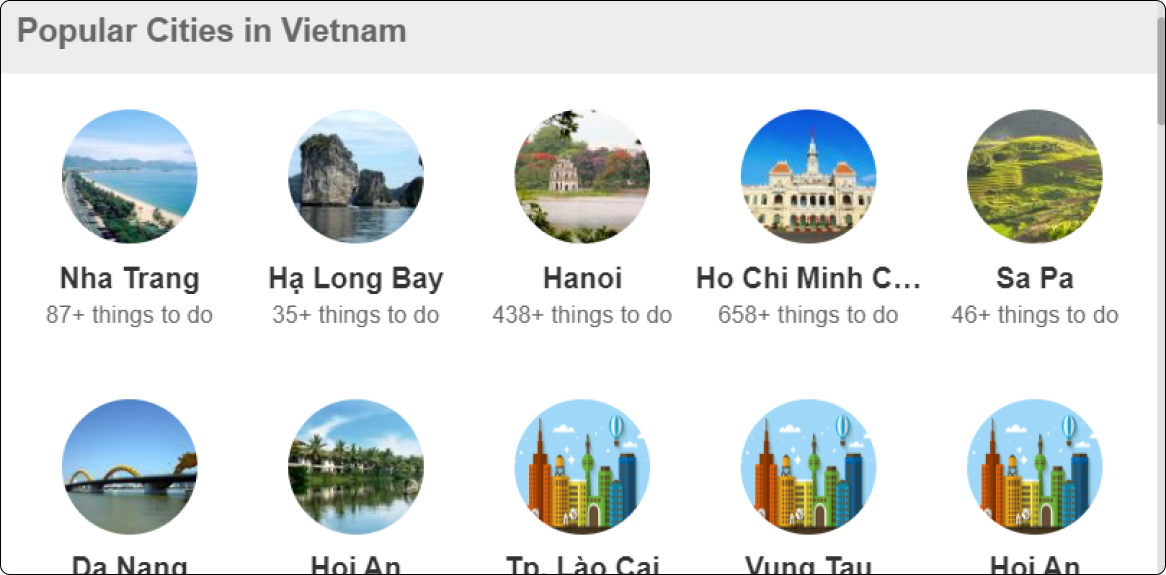 Popular Cities in Vietnam
Nha Trang
87+ things to do
Hạ Long Bay
35+ things to do
Hanoi
438+ things to do
Ho Chi Minh C...
658+ things to do
Sa Pa
46+ things to do
Da Nang
Hoi An
Tp. Lào Cai
Vung Tau
Hoi An